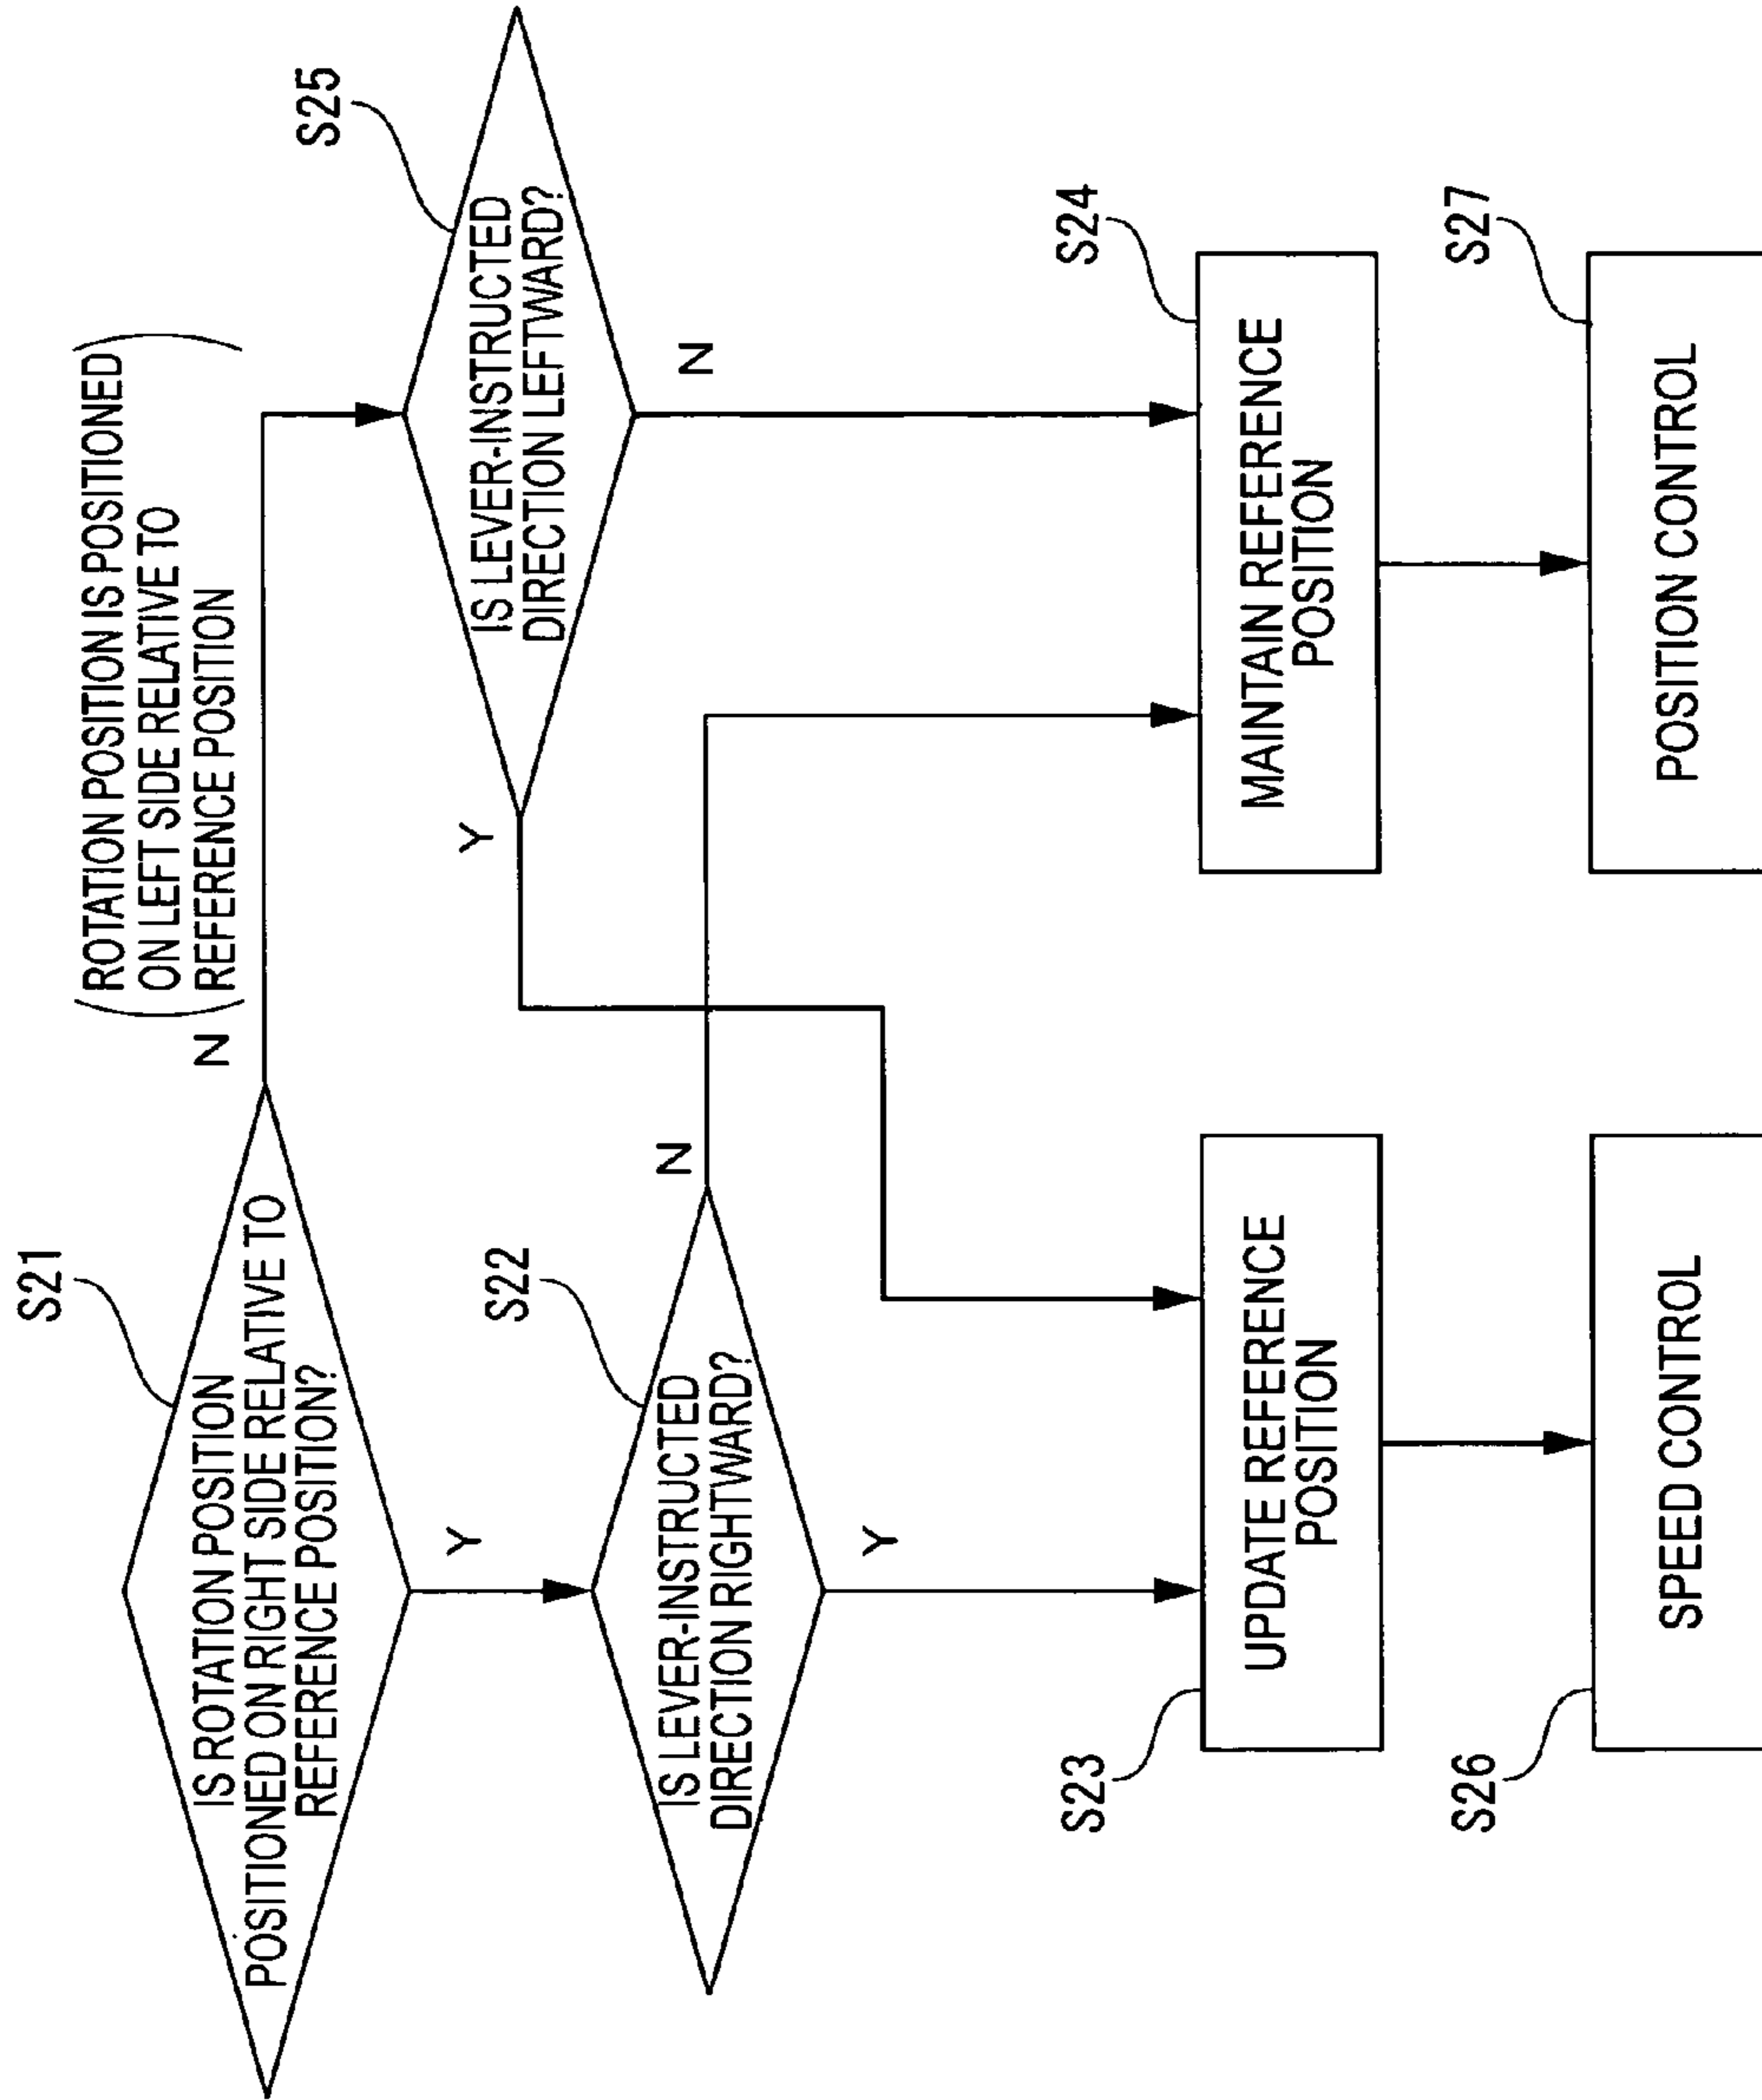 S21
IS ROTATION POSITION
POSITIONED ON RIGHT SIDE RELATIVE TO
REFERENCE POSITION?
N
ROTATION POSITION IS POSITIONED
ON LEFT SIDE RELATIVE TO
REFERENCE POSITION
Y
S22
IS LEVER-INSTRUCTED
DIRECTION RIGHTWARD?
N
Y
S25
IS LEVER-INSTRUCTED
DIRECTION LEFTWARD?
Y
N
S23
UPDATE REFERENCE
POSITION
S24
MAINTAIN REFERENCE
POSITION
S26
SPEED CONTROL
S27
POSITION CONTROL